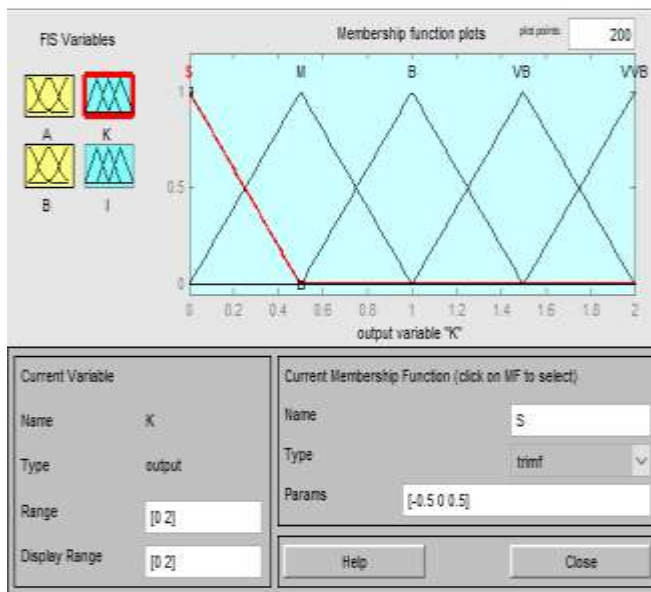 FIS Variables
Membership function plots
plot points:
200
S M B VB VVB
A K
B I
1
0.5
0
0 0.2 0.4 0.6 0.8 1 1.2 1.4 1.6 1.8 2
output variable "K"
Current Variable
Name K
Type output
Range [0 2]
Display Range [0 2]
Current Membership Function (click on MF to select)
Name S
Type trimf
Params [-0.5 0 0.5]
Help Close